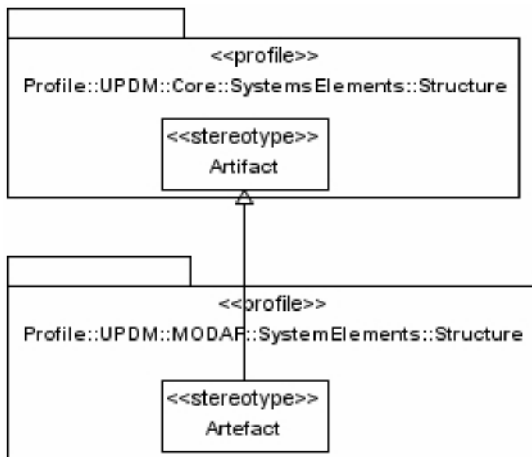 <<profile>>
Profile::UPDM::Core::SystemsElements::Structure
<<stereotype>>
Artifact
<<profile>>
Profile::UPDM::MODAF::SystemElements::Structure
<<stereotype>>
Artefact